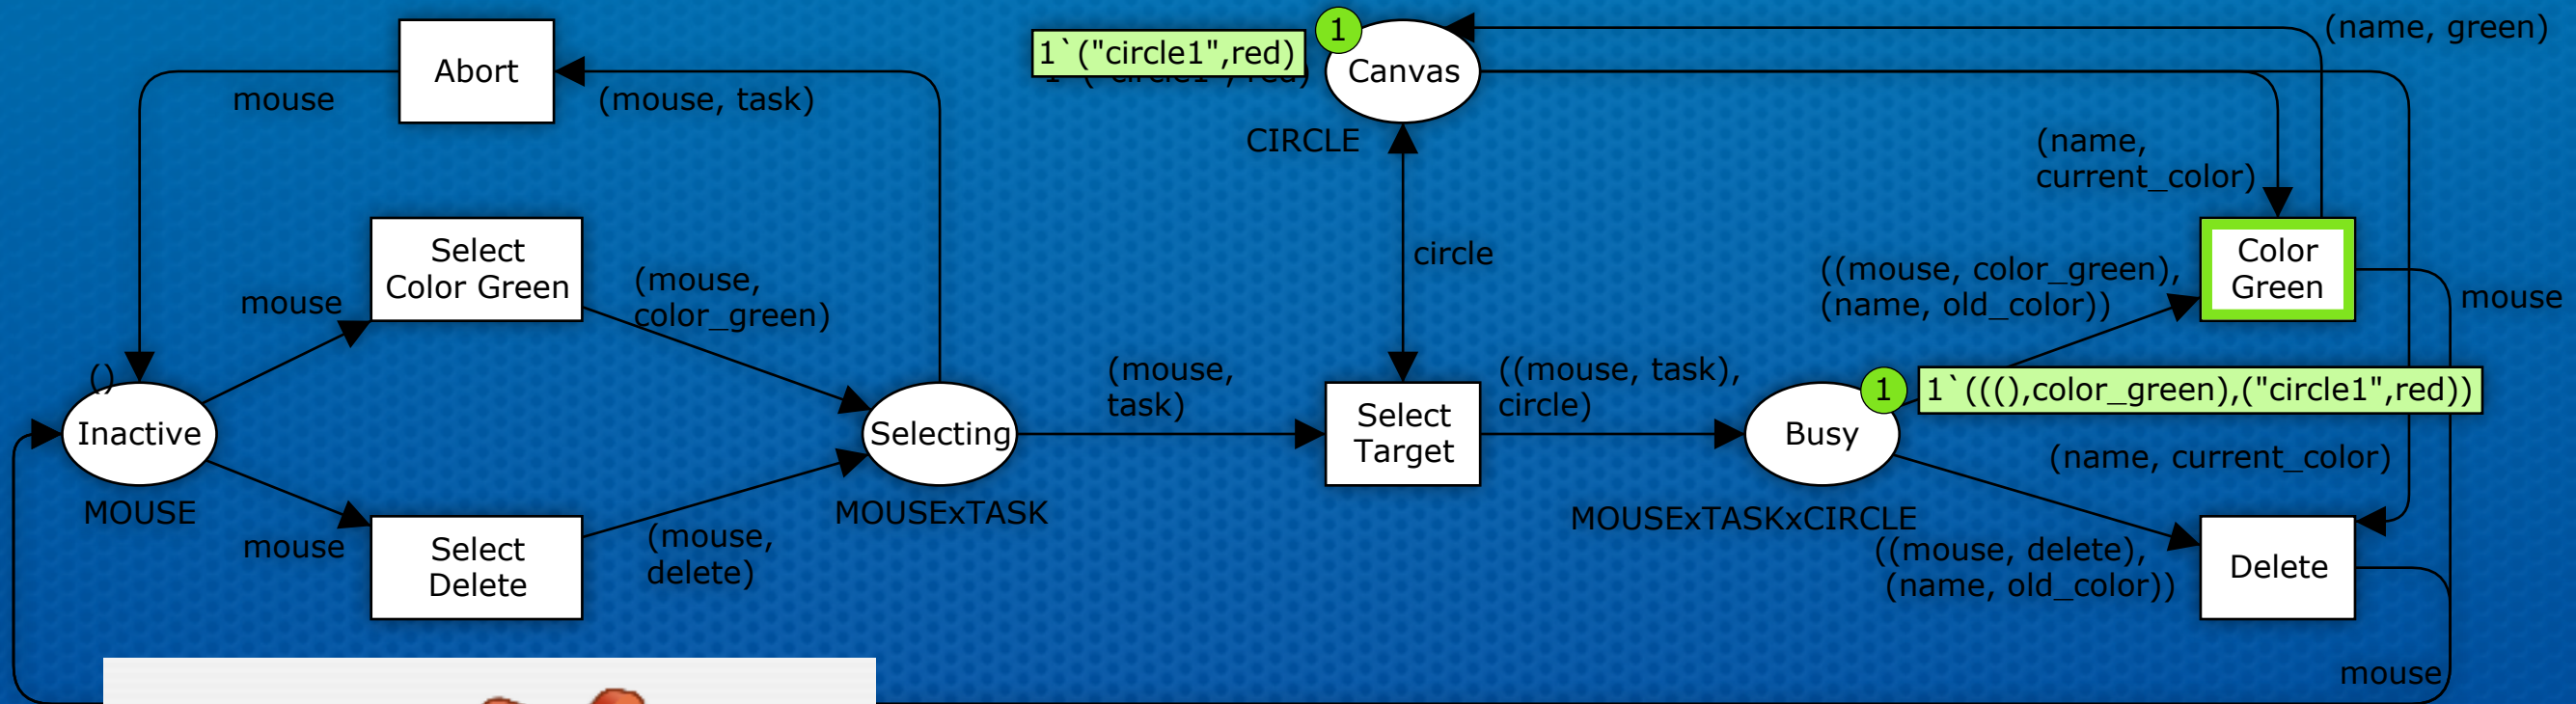 (name, green)
1
1`("circle1",red)
1`("circle1",red)
Canvas
Abort
mouse
(mouse, task)
CIRCLE
(name,
current_color)
Select
Color Green
(mouse,
color_green)
mouse
circle
((mouse, color_green),
(name, old_color))
Color
Green
mouse
()
(mouse,
task)
((mouse, task),
circle)
1
1`(((),color_green),("circle1",red))
Inactive
Selecting
Select
Target
Busy
(name, current_color)
MOUSE
MOUSExTASK
MOUSExTASKxCIRCLE
mouse
Select
Delete
(mouse,
delete)
((mouse, delete),
(name, old_color))
Delete
mouse